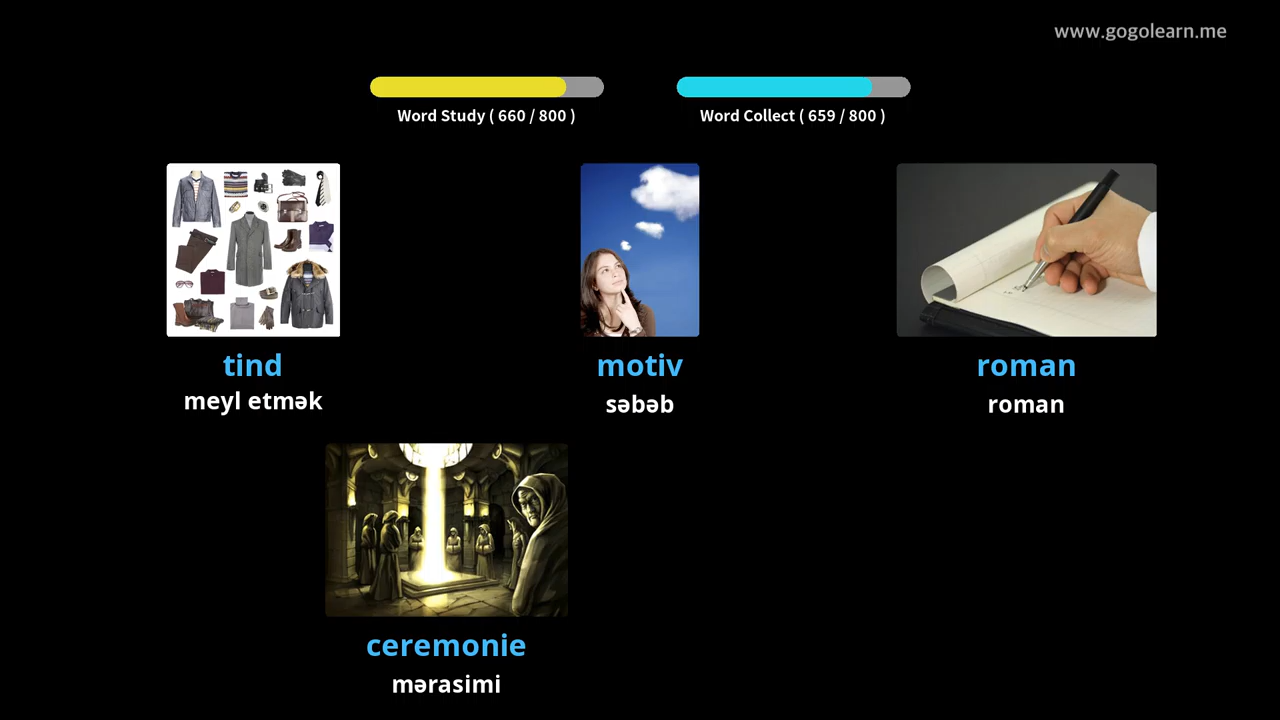 www.gogolearn.me
Word Study ( 660 / 800 )
Word Collect ( 659 / 800 )
tind
meyl etmək
motiv
səbəb
roman
roman
ceremonie
mərasimi